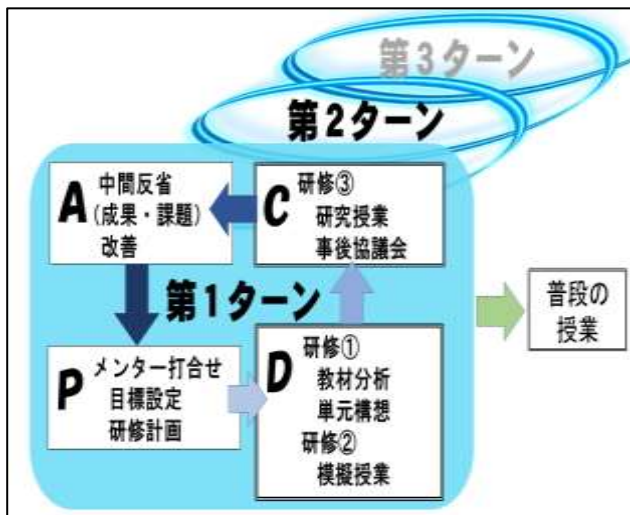 第3ターン
第2ターン
A 中間反省
(成果・課題)
改善
C 研修③
研究授業
事後協議会
第1ターン
P メンター打合せ
目標設定
研修計画
D 研修①
教材分析
単元構想
研修②
模擬授業
普段の
授業